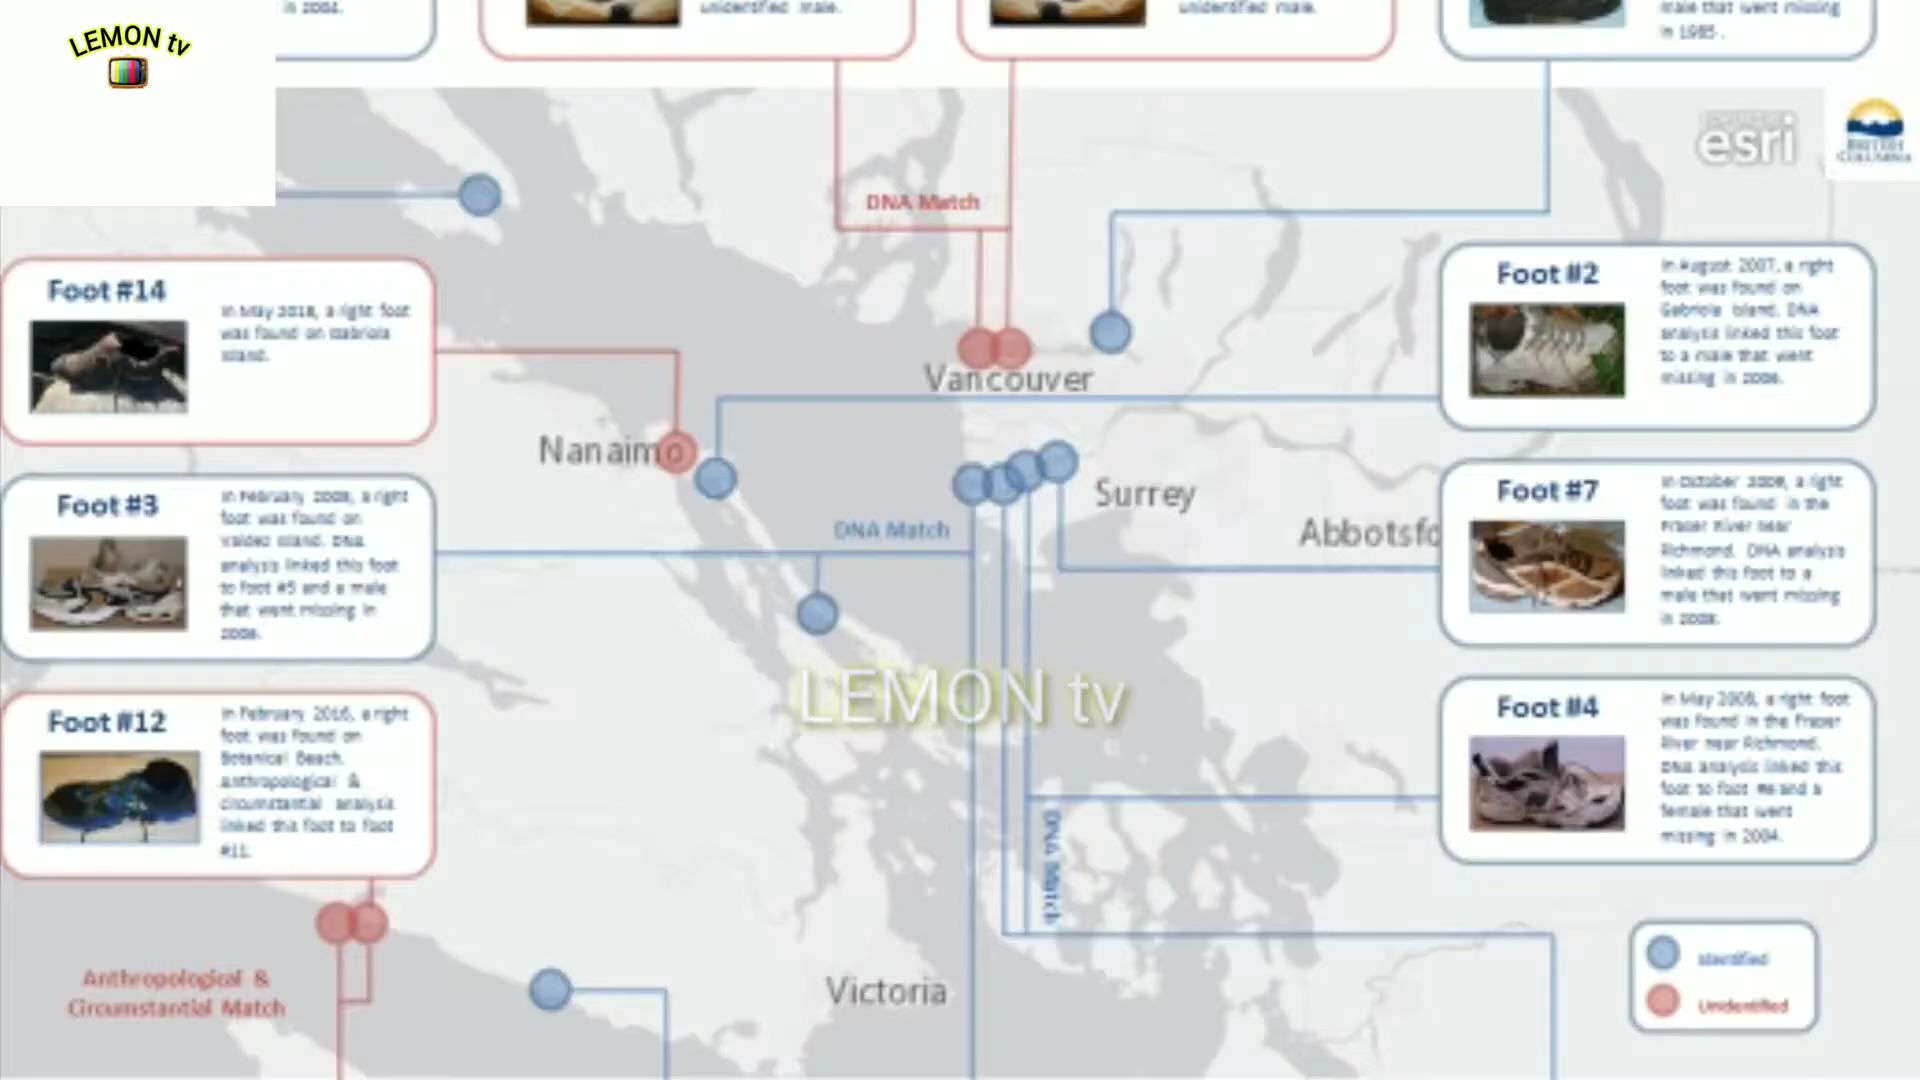 LEMON tv
in 2004.
unidentified male.
unidentified male.
male that went missing
in 1985.
esri
BRITISH
COLUMBIA
DNA Match
Foot #14
In May 2018, a right foot
was found on Gabriola
Island.
Foot #2
In August 2007, a right
foot was found on
Gabriola Island. DNA
analysis linked this foot
to a male that went
missing in 2006.
Vancouver
Nanaimo
Surrey
Abbotsfo
Foot #3
In February 2008, a right
foot was found on
Valdez Island. DNA
analysis linked this foot
to foot #5 and a male
that went missing in
2006.
DNA Match
Foot #7
In October 2009, a right
foot was found in the
Fraser River near
Richmond. DNA analysis
linked this foot to a
male that went missing
in 2008.
LEMON tv
Foot #12
In February 2016, a right
foot was found on
Botanical Beach.
Anthropological &
circumstantial analysis
linked this foot to foot
#11.
Foot #4
In May 2008, a right foot
was found in the Fraser
River near Richmond.
DNA analysis linked this
foot to foot #6 and a
female that went
missing in 2004.
DNA Match
Anthropological &
Circumstantial Match
Victoria
Identified
Unidentified